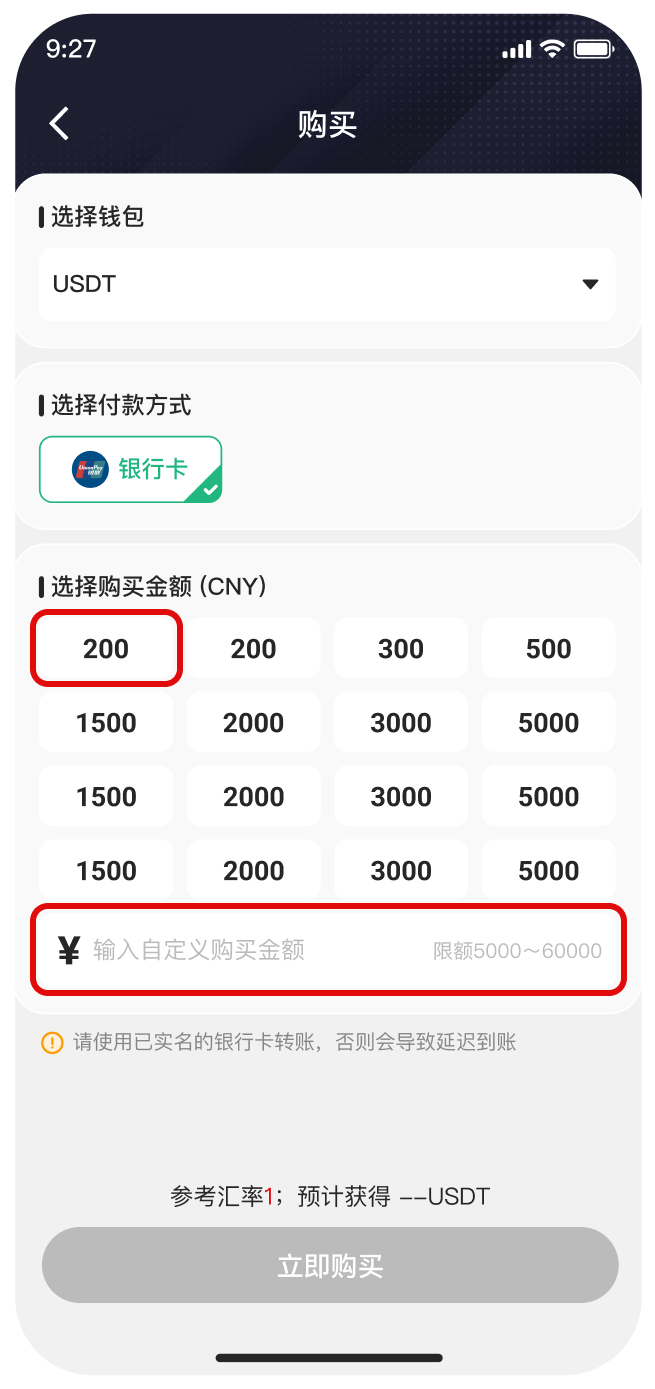 9:27
购买
选择钱包
USDT
选择付款方式
UnionPay 银联 银行卡
选择购买金额 (CNY)
200 200 300 500
1500 2000 3000 5000
1500 2000 3000 5000
1500 2000 3000 5000
¥ 输入自定义购买金额 限额5000～60000
请使用已实名的银行卡转账，否则会导致延迟到账
参考汇率1；预计获得 --USDT
立即购买